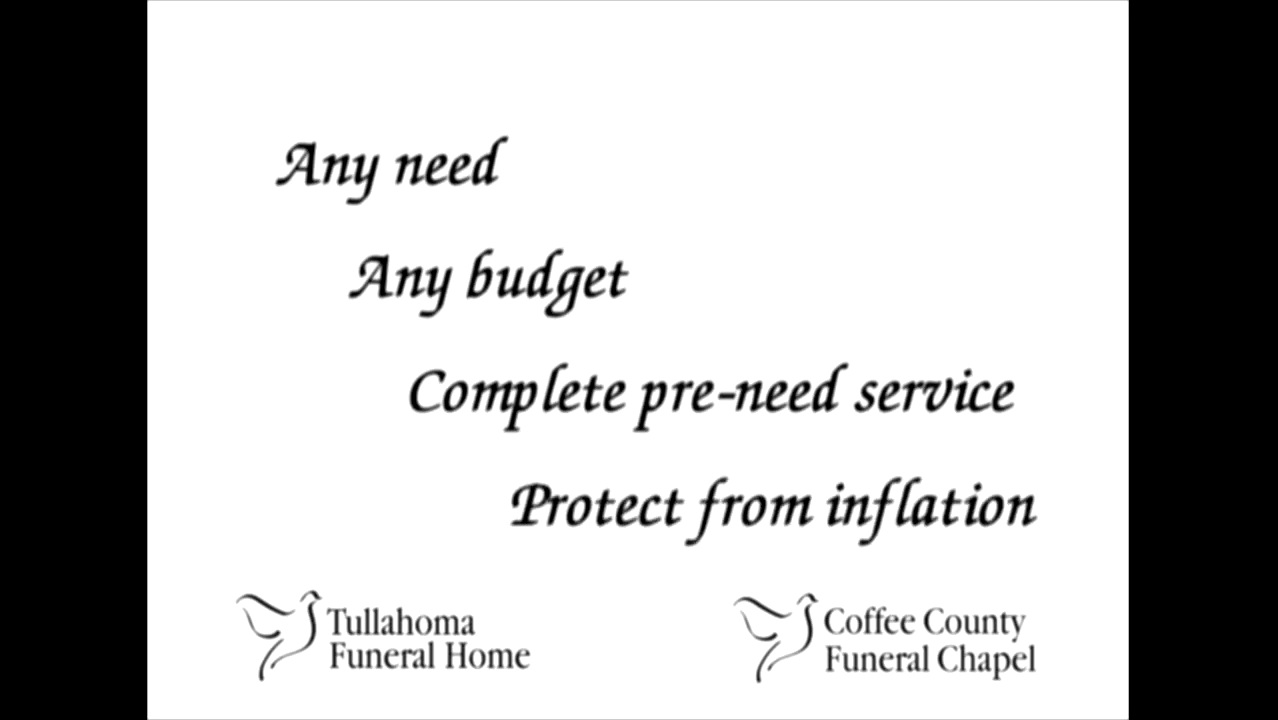 Any need
Any budget
Complete pre-need service
Protect from inflation
Tullahoma
Funeral Home
Coffee County
Funeral Chapel